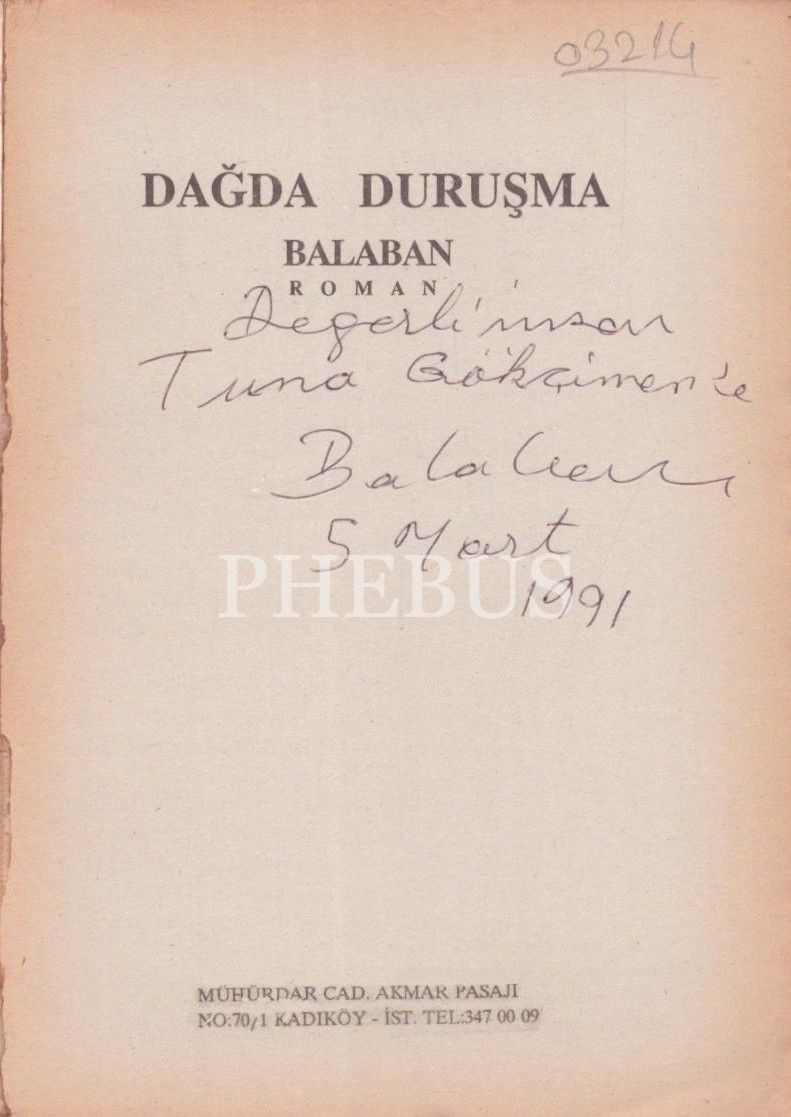 03214
DAĞDA DURUŞMA
BALABAN
ROMAN
Değerli insan
Tuna Gökçimen'e
Balaban
5 Mart
PHEBUS
1991
MÜHÜRDAR CAD. AKMAR PASAJI
NO:70/1 KADIKÖY - İST. TEL:347 00 09